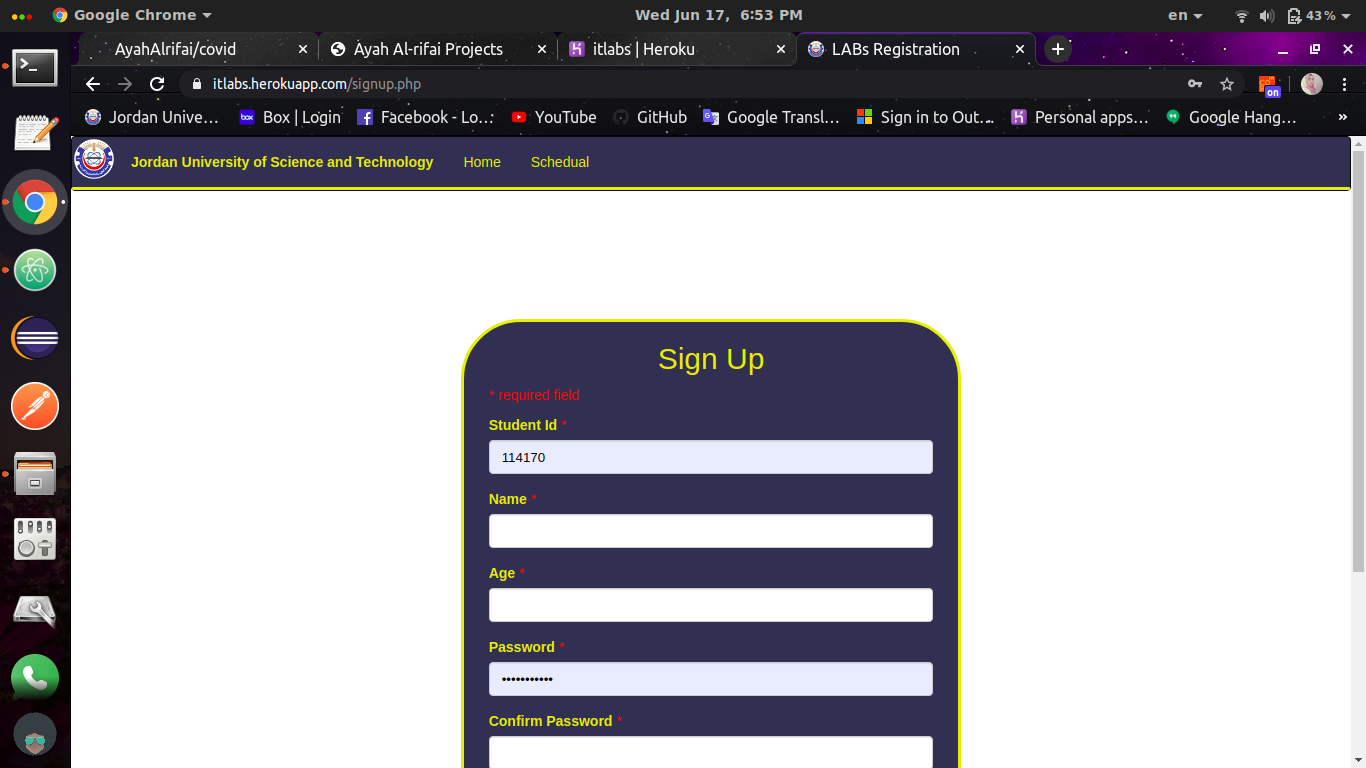 Google Chrome
Wed Jun 17, 6:53 PM
en
43%
AyahAlrifai/covid
Ayah Al-rifai Projects
itlabs | Heroku
LABs Registration
itlabs.herokuapp.com/signup.php
on
Jordan Unive…
box
Box | Login
Facebook - Lo…
YouTube
GitHub
Google Transl…
Sign in to Out…
Personal apps…
Google Hang…
»
Jordan University of Science and Technology
Home
Schedual
Sign Up
* required field
Student Id *
114170
Name *
Age *
Password *
•••••••••••
Confirm Password *